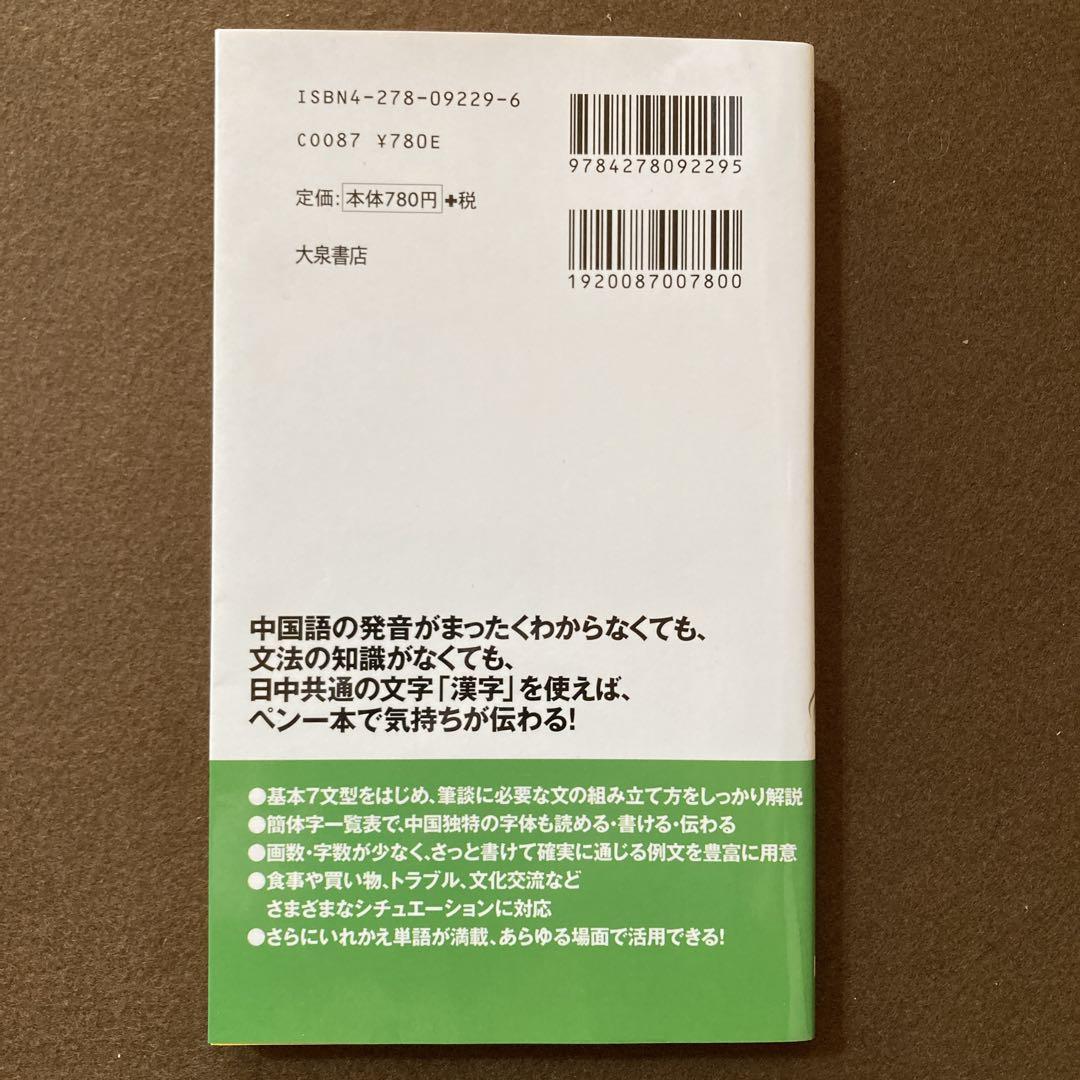 ISBN4-278-09229-6
C0087 ¥780E
定価：本体780円+税
大泉書店
9784278092295
1920087007800
中国語の発音がまったくわからなくても、
文法の知識がなくても、
日中共通の文字「漢字」を使えば、
ペン一本で気持ちが伝わる！
●基本7文型をはじめ、筆談に必要な文の組み立て方をしっかり解説
●簡体字一覧表で、中国独特の字体も読める・書ける・伝わる
●画数・字数が少なく、さっと書けて確実に通じる例文を豊富に用意
●食事や買い物、トラブル、文化交流など
さまざまなシチュエーションに対応
●さらにいれかえ単語が満載、あらゆる場面で活用できる！